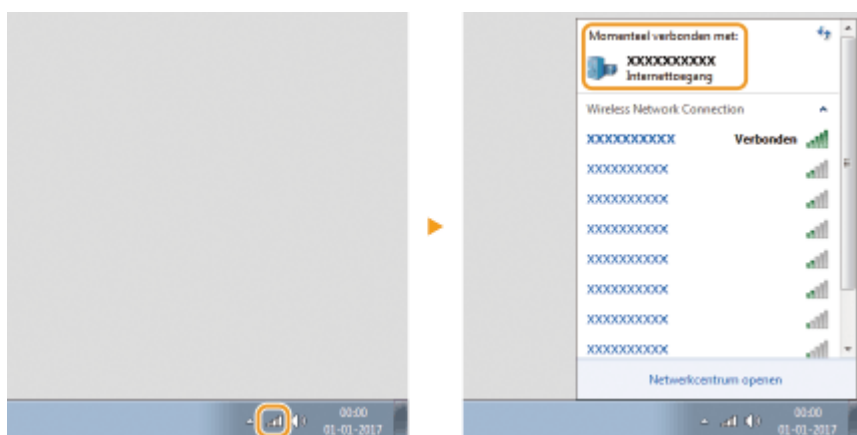 00:00
01-01-2017
Momenteel verbonden met:
XXXXXXXXXX
Internettoegang
Wireless Network Connection
XXXXXXXXXX Verbonden
XXXXXXXXXX
XXXXXXXXXX
XXXXXXXXXX
XXXXXXXXXX
XXXXXXXXXX
XXXXXXXXXX
XXXXXXXXXX
Netwerkcentrum openen
00:00
01-01-2017